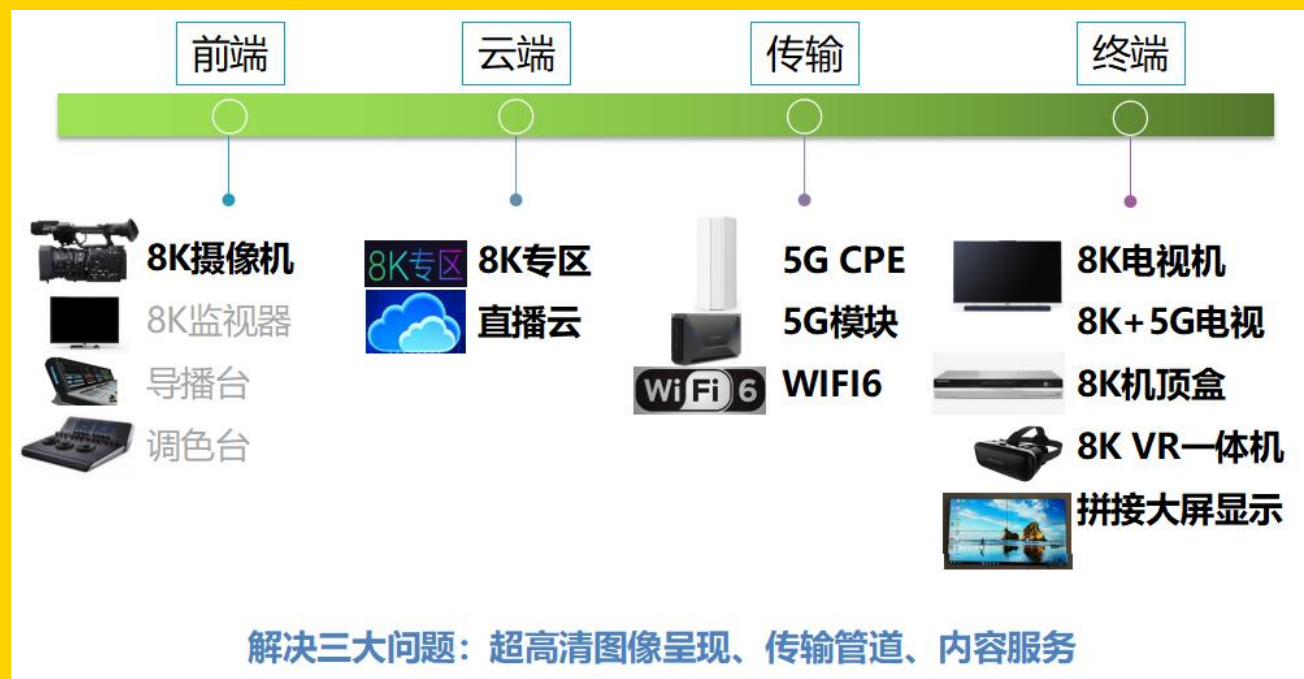 前端
云端
传输
终端
8K摄像机
8K监视器
导播台
调色台
8K专区
8K专区
直播云
5G CPE
5G模块
WiFi 6
WIFI6
8K电视机
8K+5G电视
8K机顶盒
8K VR一体机
拼接大屏显示
解决三大问题：超高清图像呈现、传输管道、内容服务